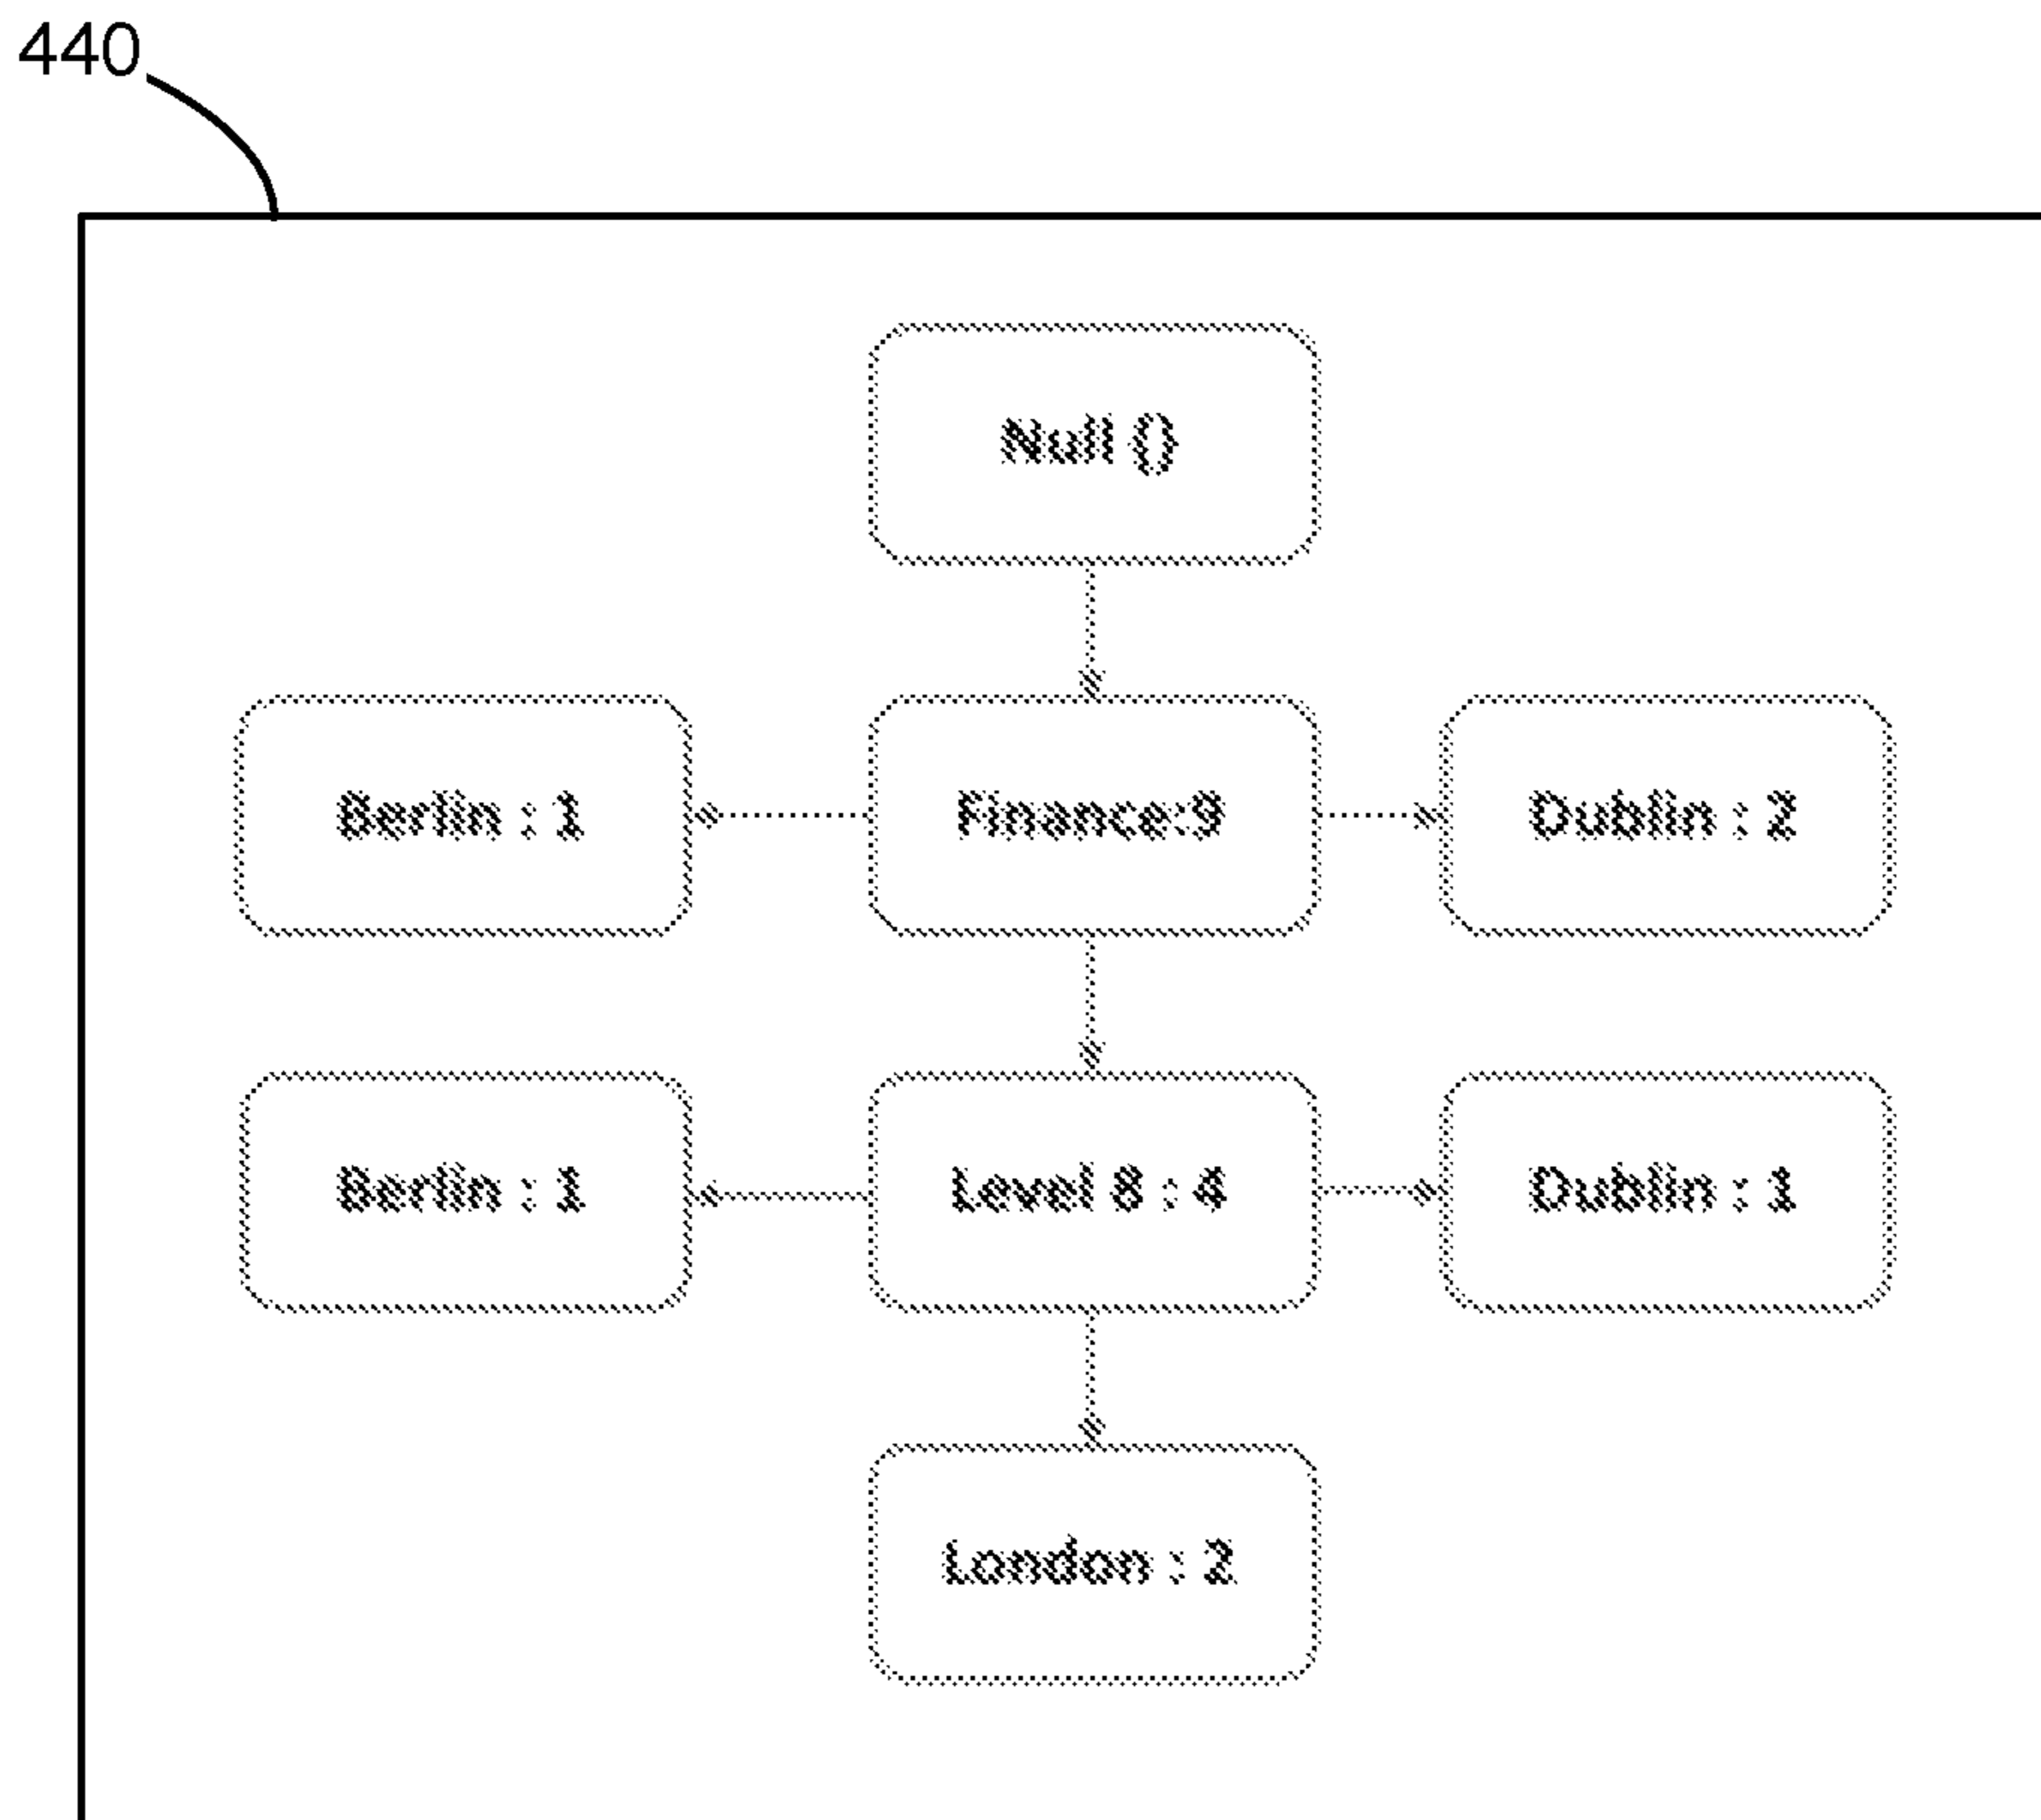 440
Null {}
Berlin : 1
Finance:9
Dublin : 2
Berlin : 1
Level 8 : 4
Dublin : 1
London : 2